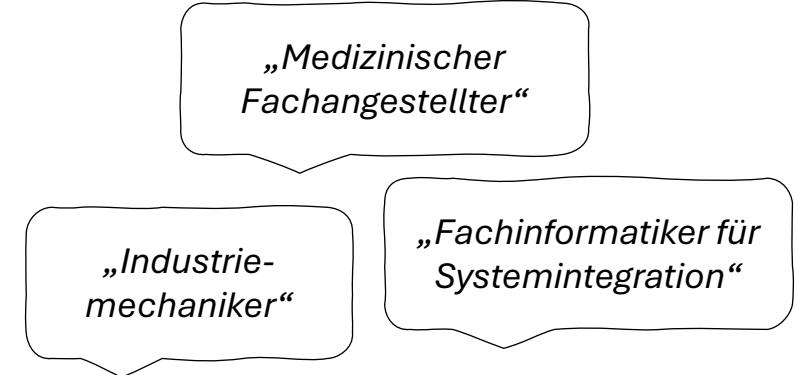 „Medizinischer
Fachangestellter“
„Industrie-
mechaniker“
„Fachinformatiker für
Systemintegration“